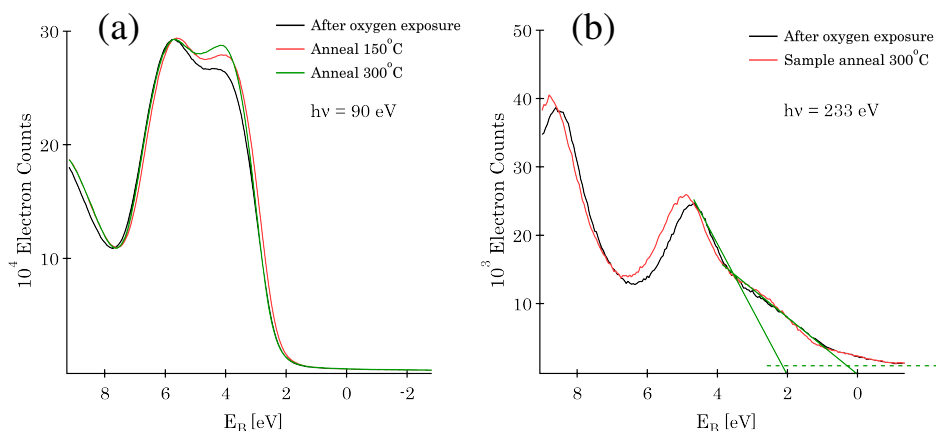 (a)
After oxygen exposure
Anneal 150°C
Anneal 300°C
hν = 90 eV
30
20
10
10⁴ Electron Counts
8 6 4 2 0 -2
E_B [eV]
(b)
After oxygen exposure
Sample anneal 300°C
hν = 233 eV
50
40
30
20
10
10³ Electron Counts
8 6 4 2 0
E_B [eV]